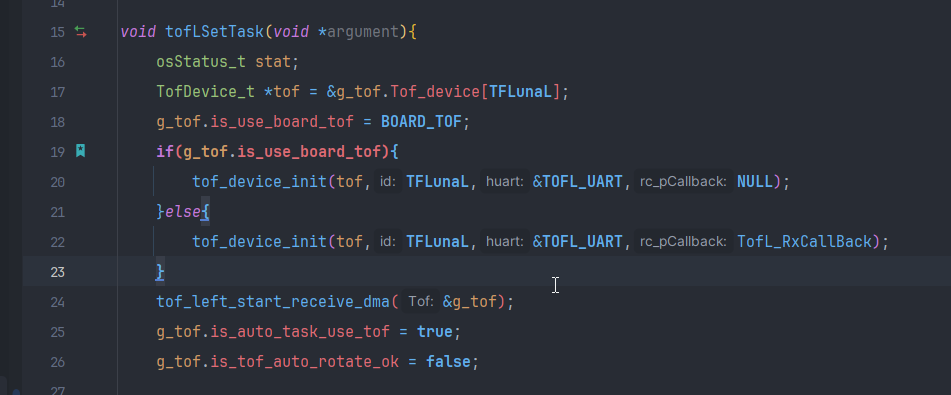 14
15 void tofLSetTask(void *argument){
16 osStatus_t stat;
17 TofDevice_t *tof = &g_tof.Tof_device[TFLunaL];
18 g_tof.is_use_board_tof = BOARD_TOF;
19 if(g_tof.is_use_board_tof){
20 tof_device_init(tof, id: TFLunaL, huart: &TOFL_UART, rc_pCallback: NULL);
21 }else{
22 tof_device_init(tof, id: TFLunaL, huart: &TOFL_UART, rc_pCallback: TofL_RxCallBack);
23 }
24 tof_left_start_receive_dma( Tof: &g_tof);
25 g_tof.is_auto_task_use_tof = true;
26 g_tof.is_tof_auto_rotate_ok = false;
27